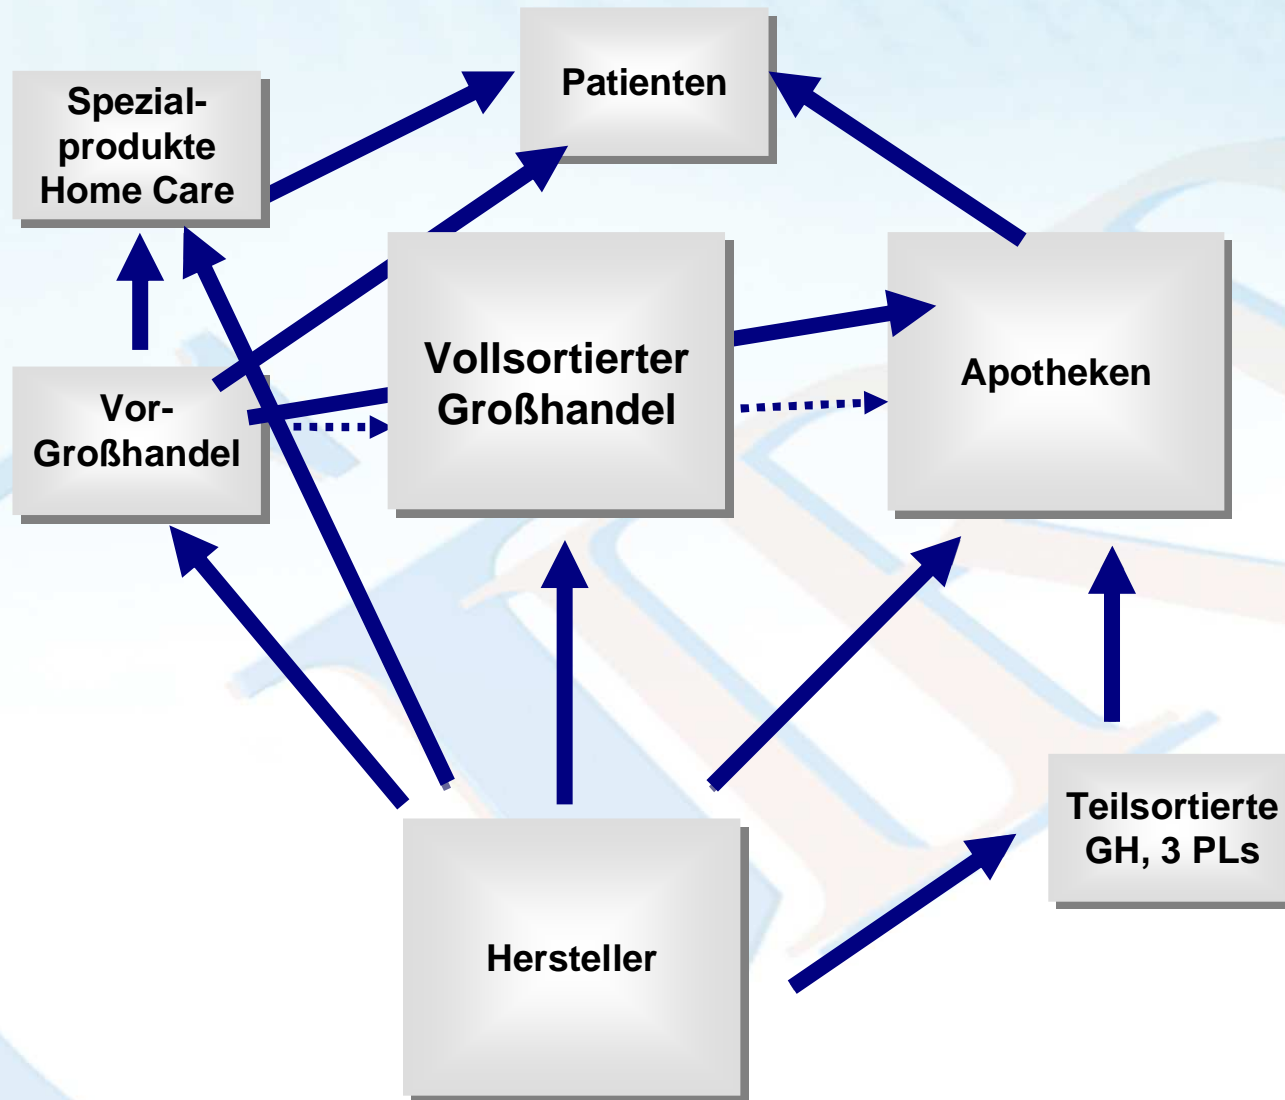 Patienten
Spezial-
produkte
Home Care
Vollsortierter
Großhandel
Apotheken
Vor-
Großhandel
Teilsortierte
GH, 3 PLs
Hersteller